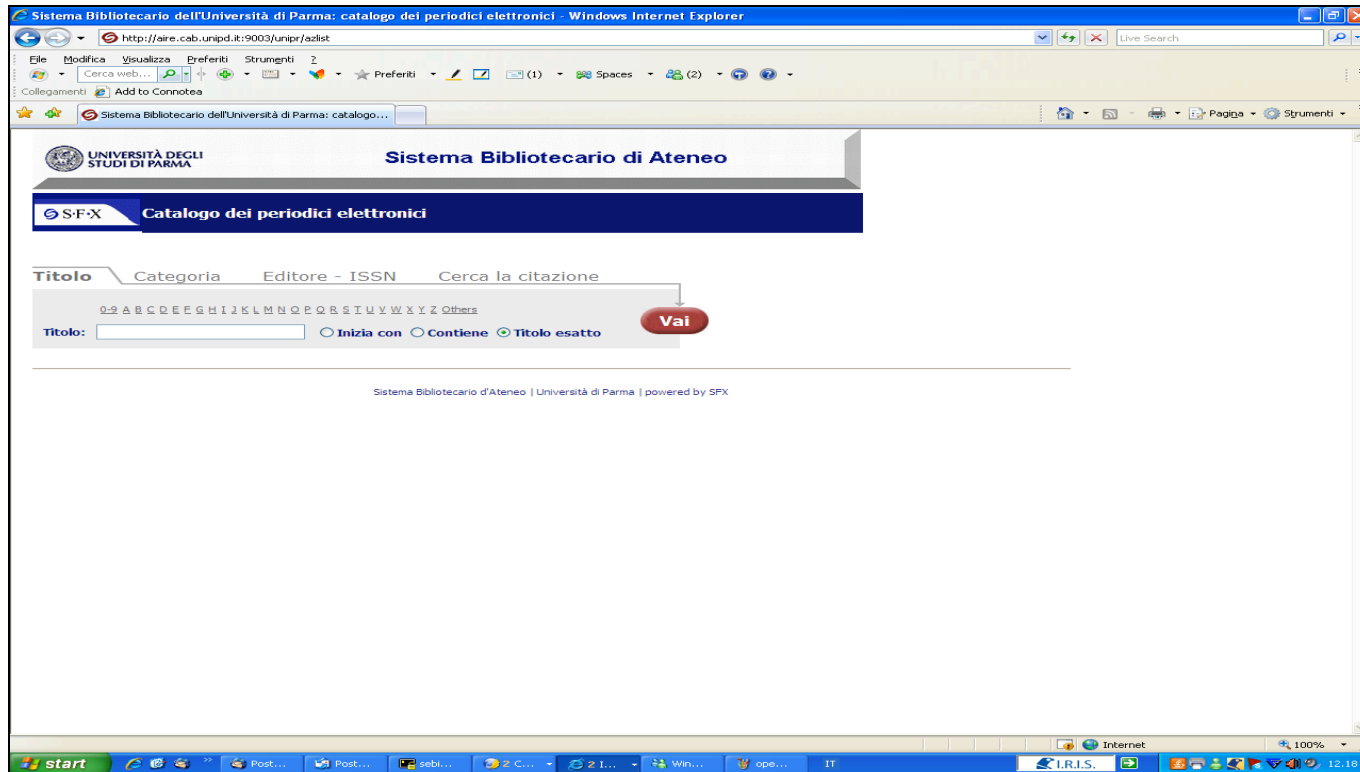 Sistema Bibliotecario dell'Università di Parma: catalogo dei periodici elettronici - Windows Internet Explorer
http://aire.cab.unipd.it:9003/unipr/azlist Live Search
File Modifica Visualizza Preferiti Strumenti ?
Cerca web... Preferiti (1) Spaces (2)
Collegamenti Add to Connotea
Sistema Bibliotecario dell'Università di Parma: catalogo... Pagina Strumenti
UNIVERSITÀ DEGLI
STUDI DI PARMA
Sistema Bibliotecario di Ateneo
S·F·X Catalogo dei periodici elettronici
Titolo Categoria Editore - ISSN Cerca la citazione
0-9 A B C D E F G H I J K L M N O P Q R S T U V W X Y Z Others
Titolo: Inizia con Contiene Titolo esatto Vai
Sistema Bibliotecario d'Ateneo | Università di Parma | powered by SFX
Internet 100%
start Post... Post... sebi... 2 C... 2 I... Win... ope... IT I.R.I.S. 12.18